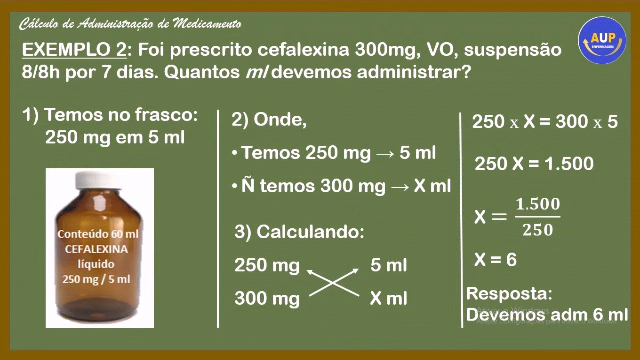 Cálculo de Administração de Medicamento
AUP
ENFERMAGEM
EXEMPLO 2: Foi prescrito cefalexina 300mg, VO, suspensão
8/8h por 7 dias. Quantos ml devemos administrar?
1) Temos no frasco:
250 mg em 5 ml
Conteúdo 60 ml
CEFALEXINA
líquido
250 mg / 5 ml
2) Onde,
• Temos 250 mg → 5 ml
• Ñ temos 300 mg → X ml
3) Calculando:
250 mg 5 ml
300 mg X ml
250 x X = 300 x 5
250 X = 1.500
X = 1.500
250
X = 6
Resposta:
Devemos adm 6 ml